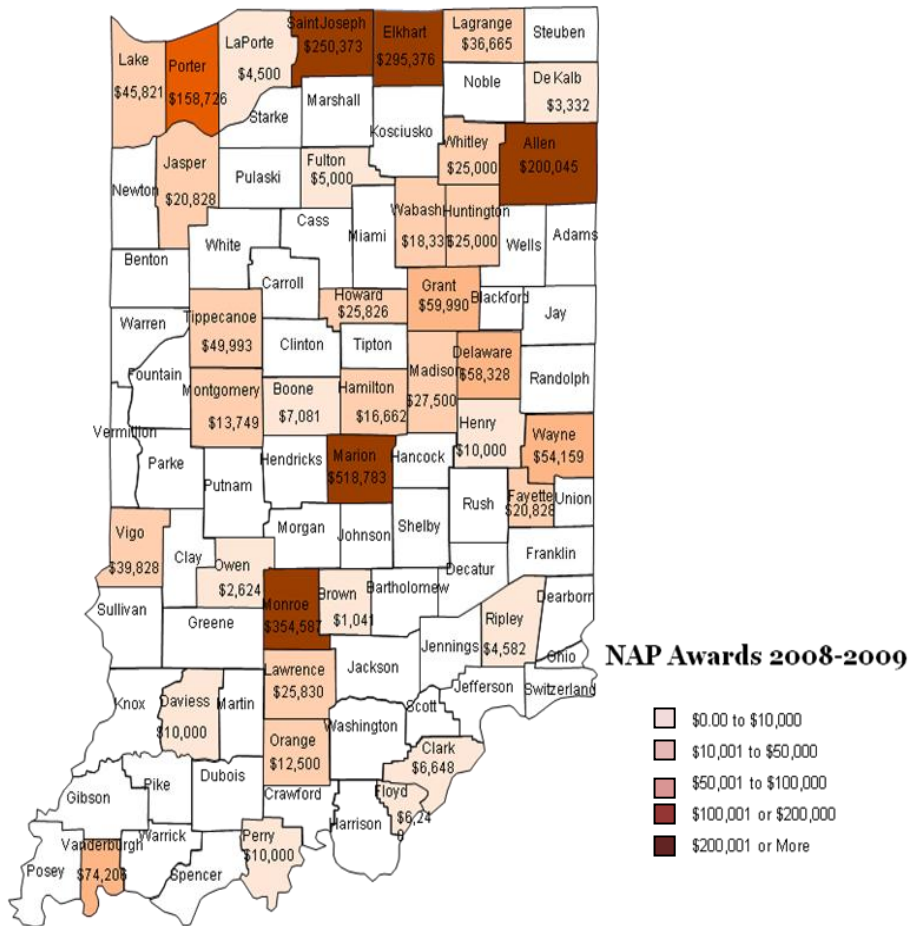 Saint Joseph
$250,373
Elkhart
$295,376
Lagrange
$36,665
Steuben
LaPorte
$4,500
Lake
$45,821
Porter
$158,726
Noble
De Kalb
$3,332
Marshall
Starke
Kosciusko
Whitley
$25,000
Allen
$200,045
Jasper
$20,828
Fulton
$5,000
Pulaski
Newton
Wabash
$18,33
Huntington
$25,000
Cass
Miami
Wells
Adams
White
Benton
Carroll
Grant
$59,990
Howard
$25,826
Blackford
Jay
Warren
Tippecanoe
$49,993
Clinton
Tipton
Delaware
$58,328
Madison
$27,500
Randolph
Fountain
Montgomery
$13,749
Boone
$7,081
Hamilton
$16,662
Henry
$10,000
Wayne
$54,159
Vermillion
Parke
Hendricks
Marion
$518,783
Hancock
Putnam
Rush
Fayette
$20,828
Union
Morgan
Johnson
Shelby
Vigo
$39,828
Clay
Owen
$2,624
Franklin
Decatur
Monroe
$354,587
Brown
$1,041
Bartholomew
Dearborn
Sullivan
Greene
Ripley
$4,582
Jennings
Ohio
NAP Awards 2008-2009
Lawrence
$25,830
Jackson
Jefferson
Switzerland
Knox
Daviess
$10,000
Martin
Scott
Washington
Orange
$12,500
Clark
$6,648
Dubois
Pike
Gibson
Crawford
Floyd
$6,24
9
Harrison
Perry
$10,000
Warrick
Vanderburgh
$74,206
Posey
Spencer
$0.00 to $10,000
$10,001 to $50,000
$50,001 to $100,000
$100,001 or $200,000
$200,001 or More